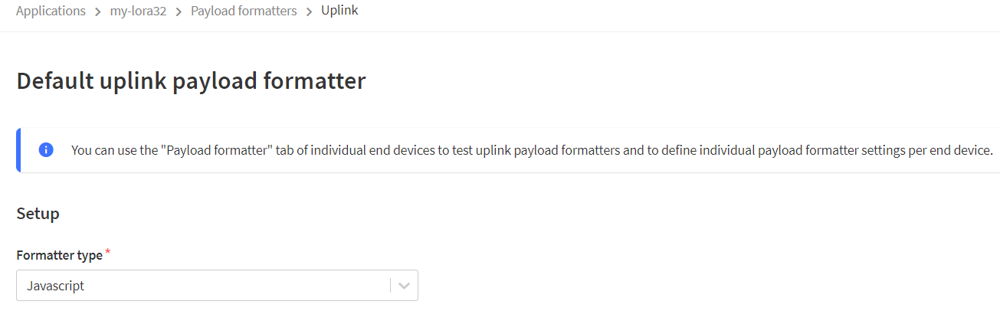 Applications > my-lora32 > Payload formatters > Uplink
Default uplink payload formatter
You can use the "Payload formatter" tab of individual end devices to test uplink payload formatters and to define individual payload formatter settings per end device.
Setup
Formatter type *
Javascript